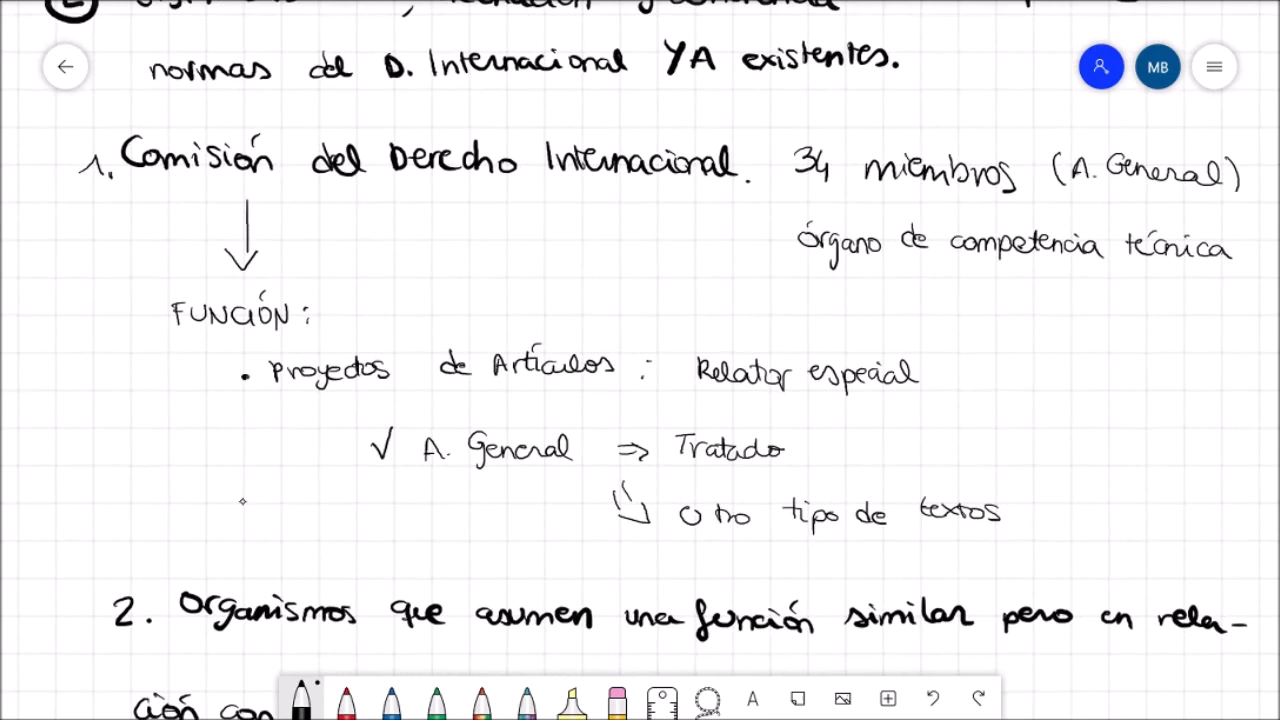 normas del D. Internacional YA existentes.
MB
1. Comisión del Derecho Internacional. 34 miembros (A. General)
órgano de competencia técnica
FUNCIÓN:
• Proyectos de Artículos : Relator especial
√ A. General ⇒ Tratado
Otro tipo de textos
2. Organismos que asumen una función similar pero en rela-
ción con
A